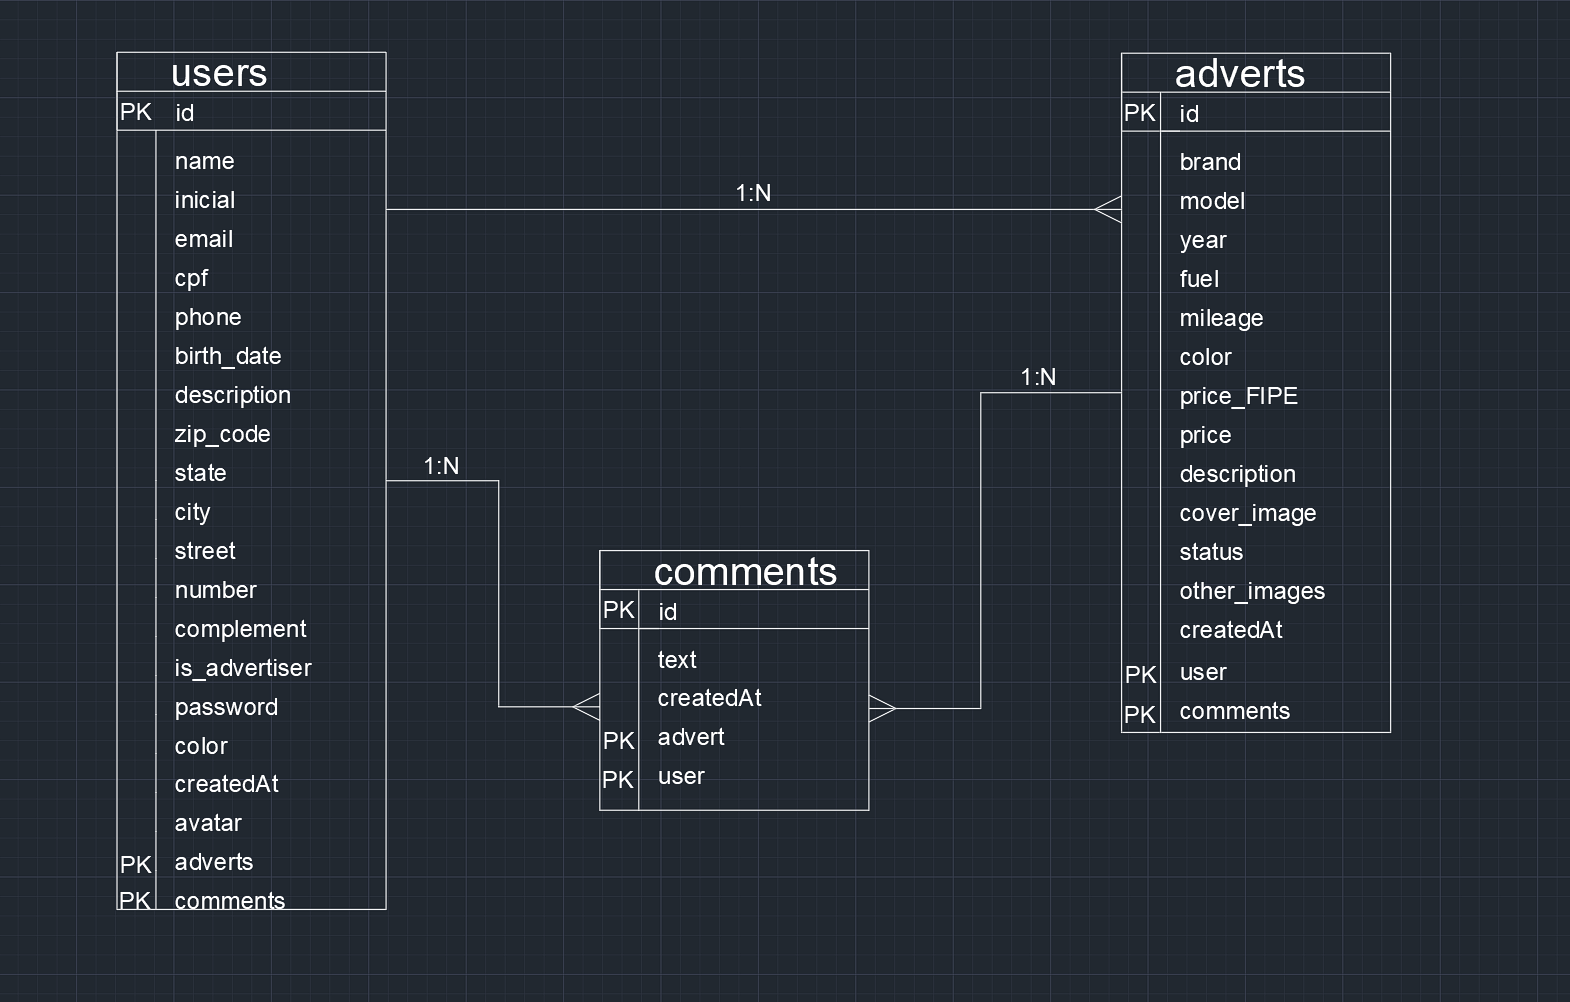 users
PK id
name
inicial
email
cpf
phone
birth_date
description
zip_code
state
city
street
number
complement
is_advertiser
password
color
createdAt
avatar
PK adverts
PK comments
1:N
1:N
1:N
comments
PK id
text
createdAt
PK advert
PK user
adverts
PK id
brand
model
year
fuel
mileage
color
price_FIPE
price
description
cover_image
status
other_images
createdAt
PK user
PK comments